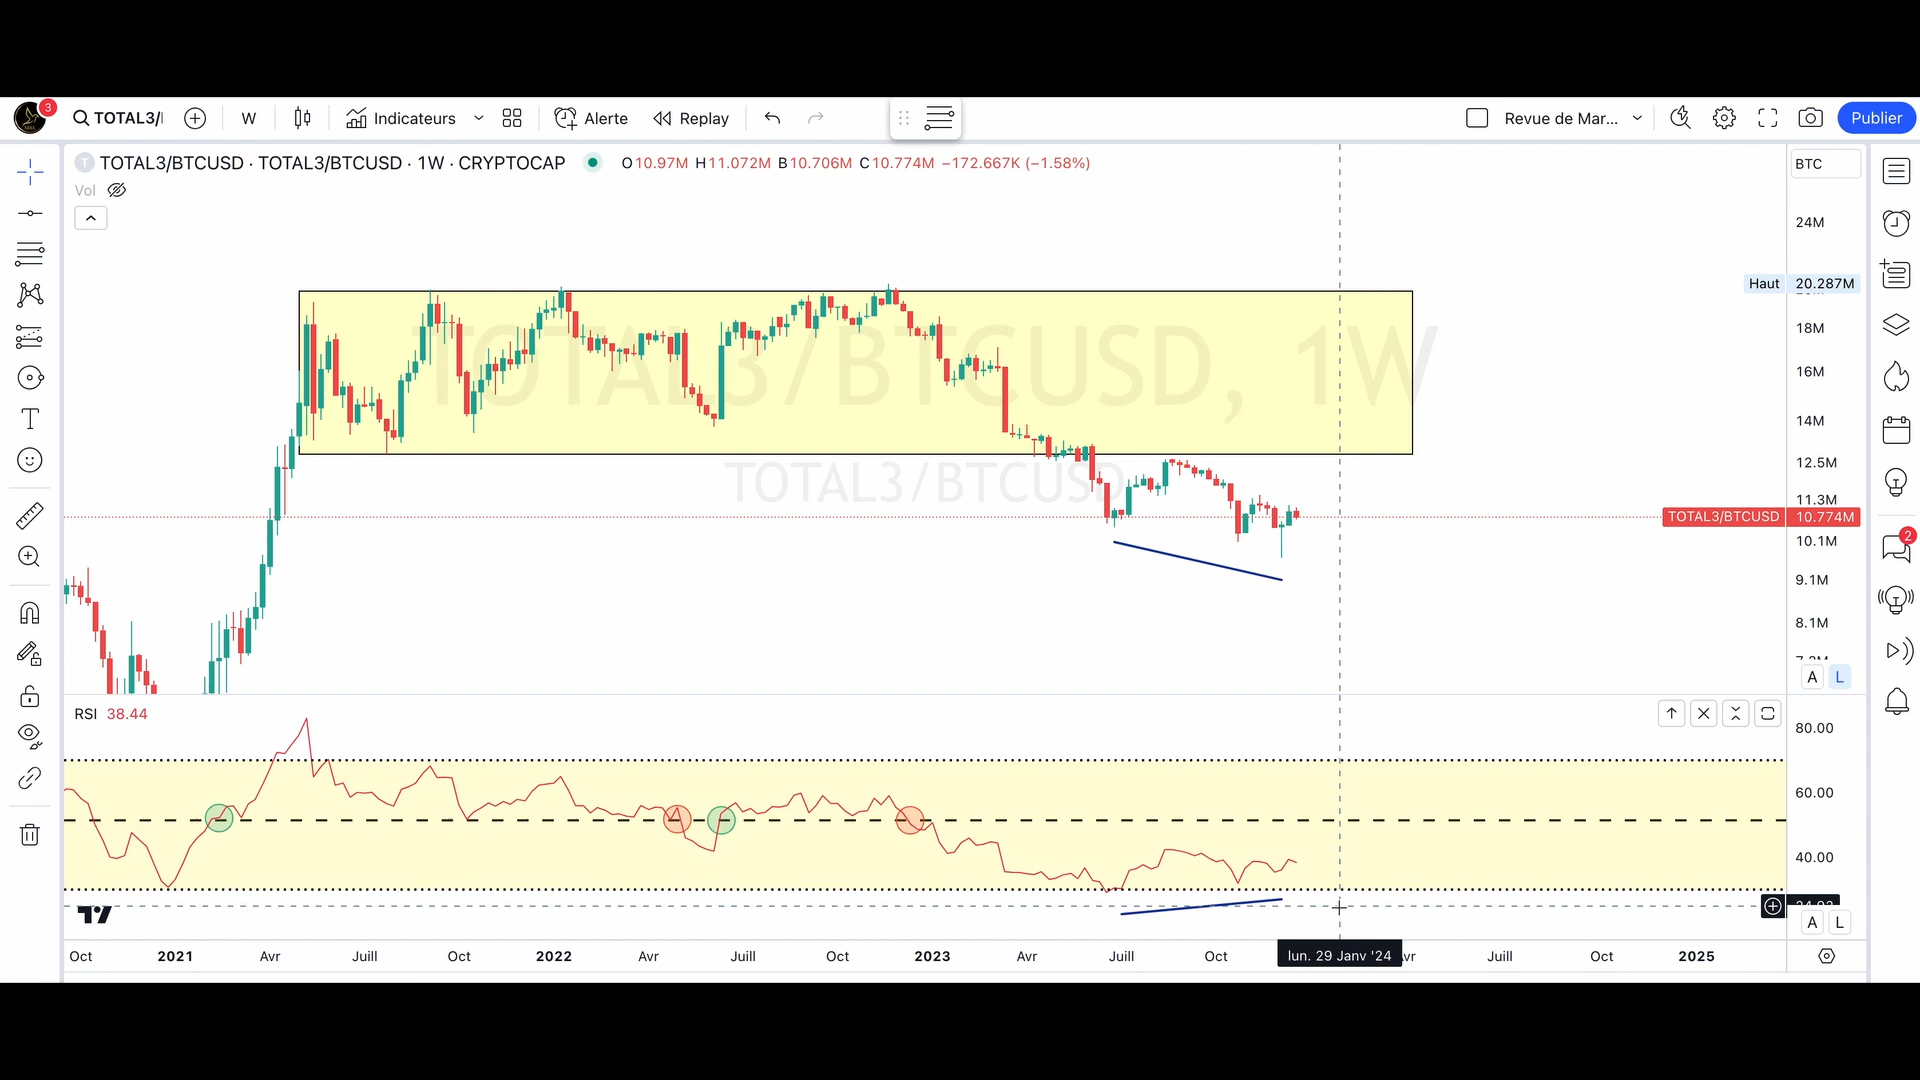 3
TOTAL3/
W
Indicateurs
Alerte
Replay
Revue de Mar...
Publier
TOTAL3/BTCUSD · TOTAL3/BTCUSD · 1W · CRYPTOCAP
O10.97M H11.072M B10.706M C10.774M −172.667K (−1.58%)
BTC
Vol
24M
Haut 20.287M
18M
TOTAL3/BTCUSD, 1W
16M
14M
12.5M
TOTAL3/BTCUSD
11.3M
TOTAL3/BTCUSD 10.774M
10.1M
2
9.1M
8.1M
A L
RSI 38.44
80.00
60.00
40.00
A L
Oct 2021 Avr Juill Oct 2022 Avr Juill Oct 2023 Avr Juill Oct lun. 29 Janv '24 Juill Oct 2025